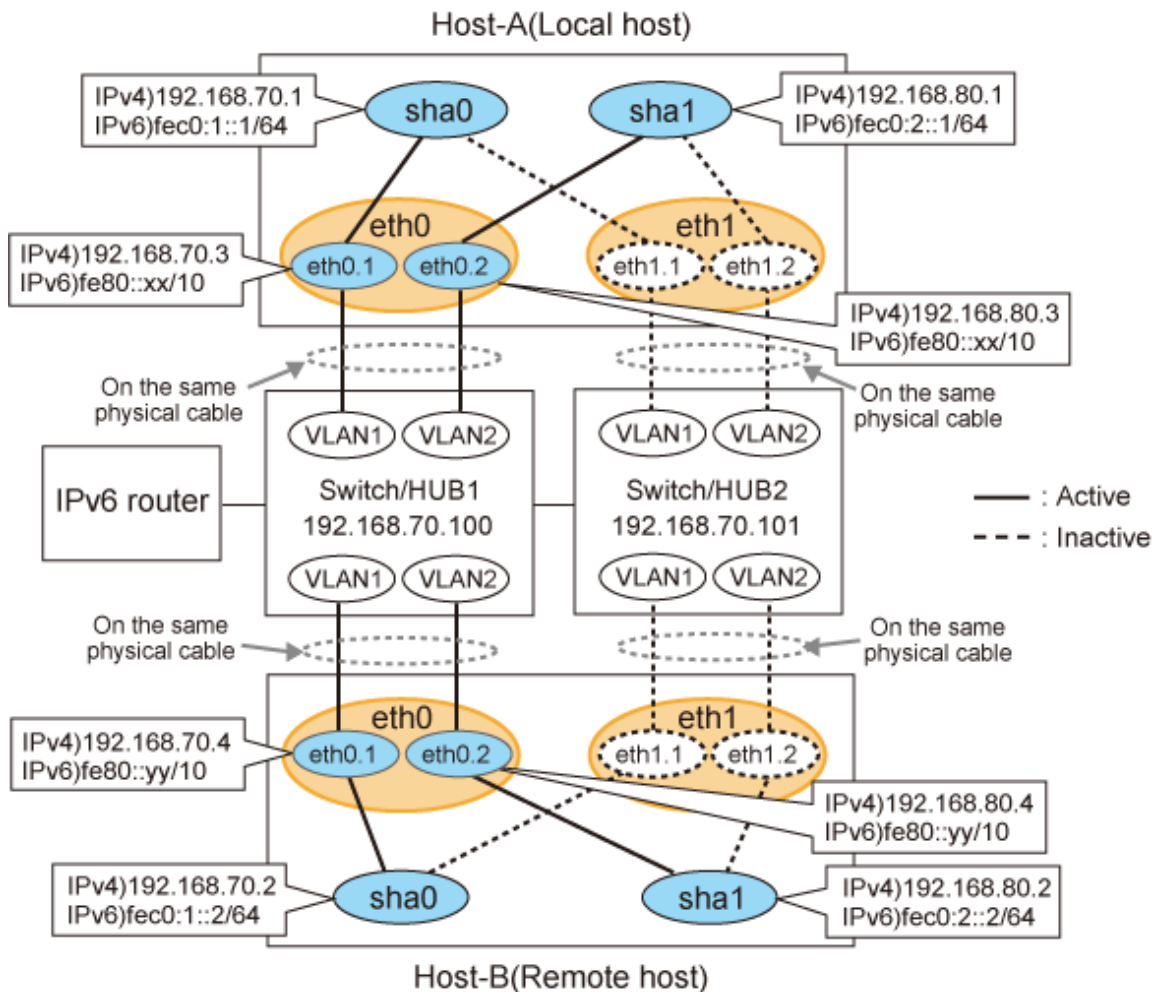 Host-A(Local host)
IPv4)192.168.70.1
IPv6)fec0:1::1/64
sha0
sha1
IPv4)192.168.80.1
IPv6)fec0:2::1/64
eth0
eth1
IPv4)192.168.70.3
IPv6)fe80::xx/10
eth0.1
eth0.2
eth1.1
eth1.2
IPv4)192.168.80.3
IPv6)fe80::xx/10
On the same
physical cable
On the same
physical cable
VLAN1
VLAN2
VLAN1
VLAN2
IPv6 router
Switch/HUB1
192.168.70.100
Switch/HUB2
192.168.70.101
: Active
: Inactive
VLAN1
VLAN2
VLAN1
VLAN2
On the same
physical cable
On the same
physical cable
eth0
eth1
IPv4)192.168.70.4
IPv6)fe80::yy/10
eth0.1
eth0.2
eth1.1
eth1.2
IPv4)192.168.80.4
IPv6)fe80::yy/10
IPv4)192.168.70.2
IPv6)fec0:1::2/64
sha0
sha1
IPv4)192.168.80.2
IPv6)fec0:2::2/64
Host-B(Remote host)